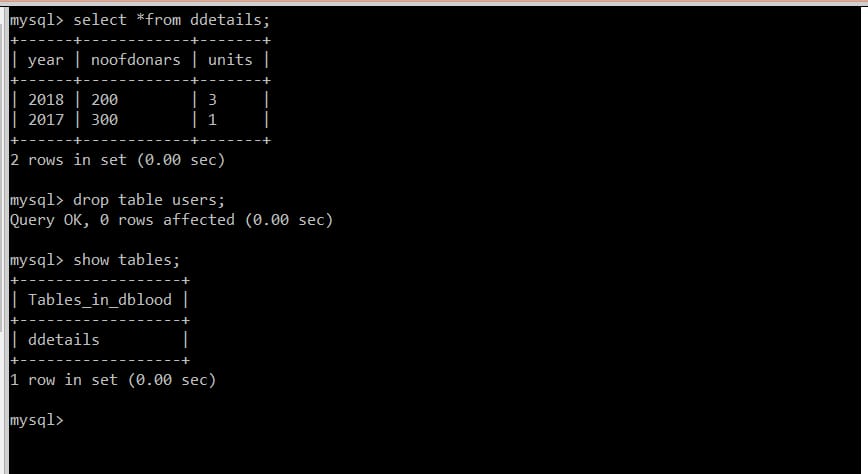 mysql> select *from ddetails;
+------+------------+-------+
| year | noofdonars | units |
+------+------------+-------+
| 2018 | 200        | 3     |
| 2017 | 300        | 1     |
+------+------------+-------+
2 rows in set (0.00 sec)
mysql> drop table users;
Query OK, 0 rows affected (0.00 sec)
mysql> show tables;
+------------------+
| Tables_in_dblood |
+------------------+
| ddetails         |
+------------------+
1 row in set (0.00 sec)
mysql>